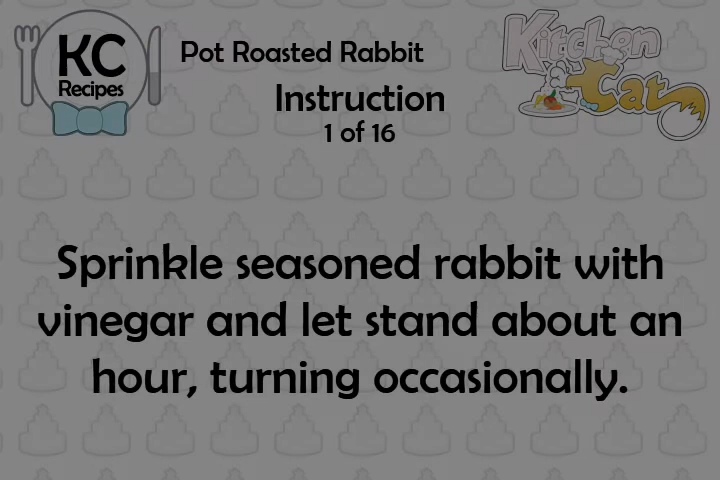 KC
Recipes
Pot Roasted Rabbit
Kitchen
Cat
Instruction
1 of 16
Sprinkle seasoned rabbit with
vinegar and let stand about an
hour, turning occasionally.